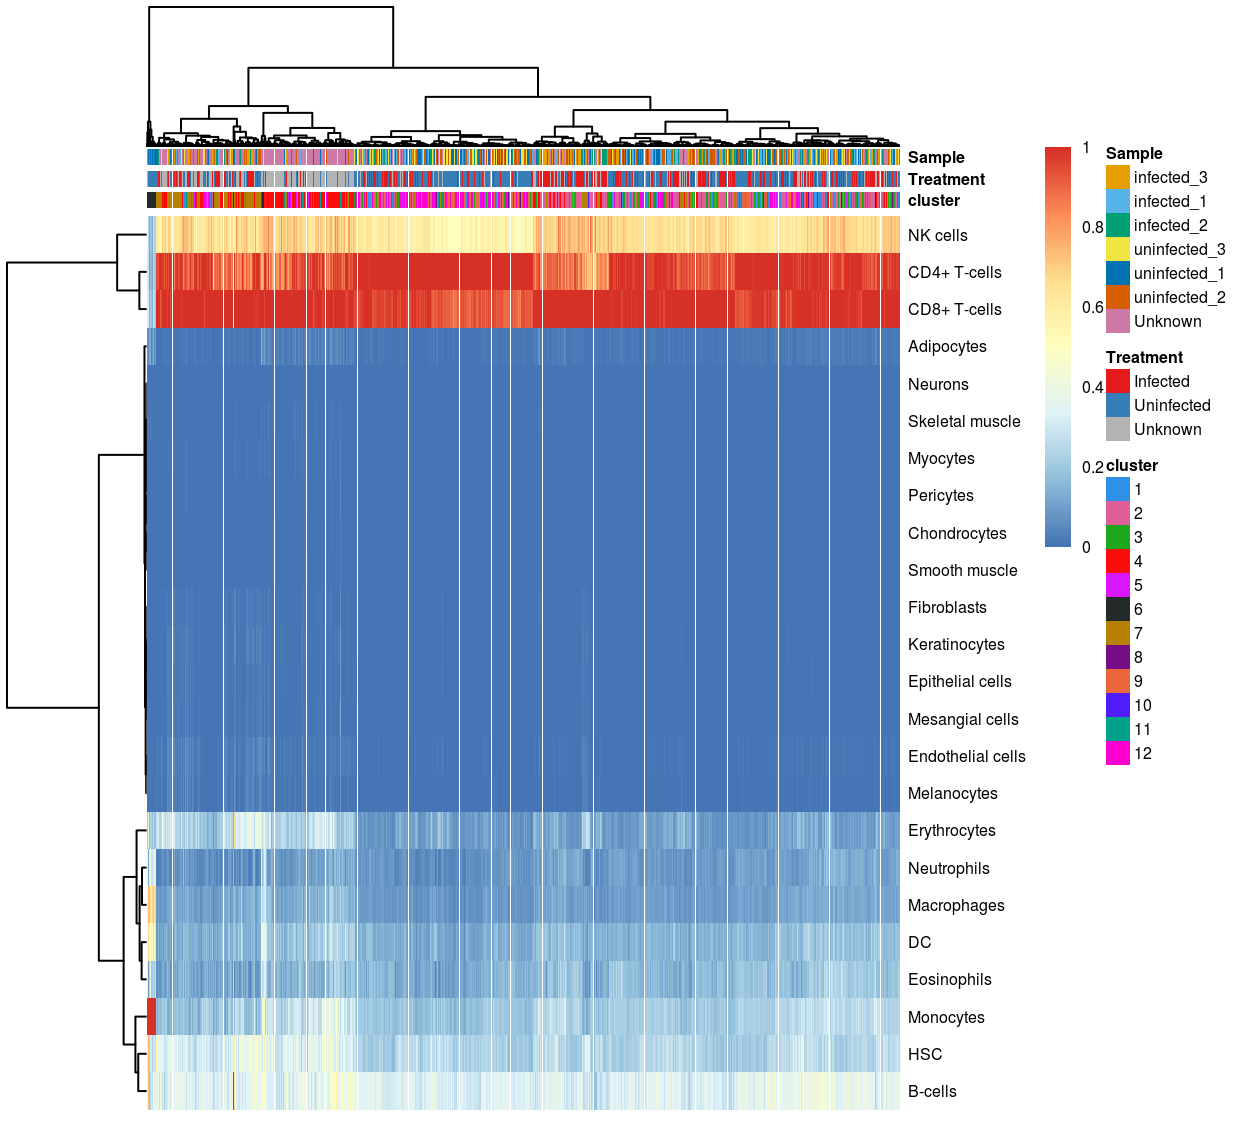 Sample
Treatment
cluster
NK cells
CD4+ T-cells
CD8+ T-cells
Adipocytes
Neurons
Skeletal muscle
Myocytes
Pericytes
Chondrocytes
Smooth muscle
Fibroblasts
Keratinocytes
Epithelial cells
Mesangial cells
Endothelial cells
Melanocytes
Erythrocytes
Neutrophils
Macrophages
DC
Eosinophils
Monocytes
HSC
B-cells
1
0.8
0.6
0.4
0.2
0
Sample
infected_3
infected_1
infected_2
uninfected_3
uninfected_1
uninfected_2
Unknown
Treatment
Infected
Uninfected
Unknown
cluster
1
2
3
4
5
6
7
8
9
10
11
12